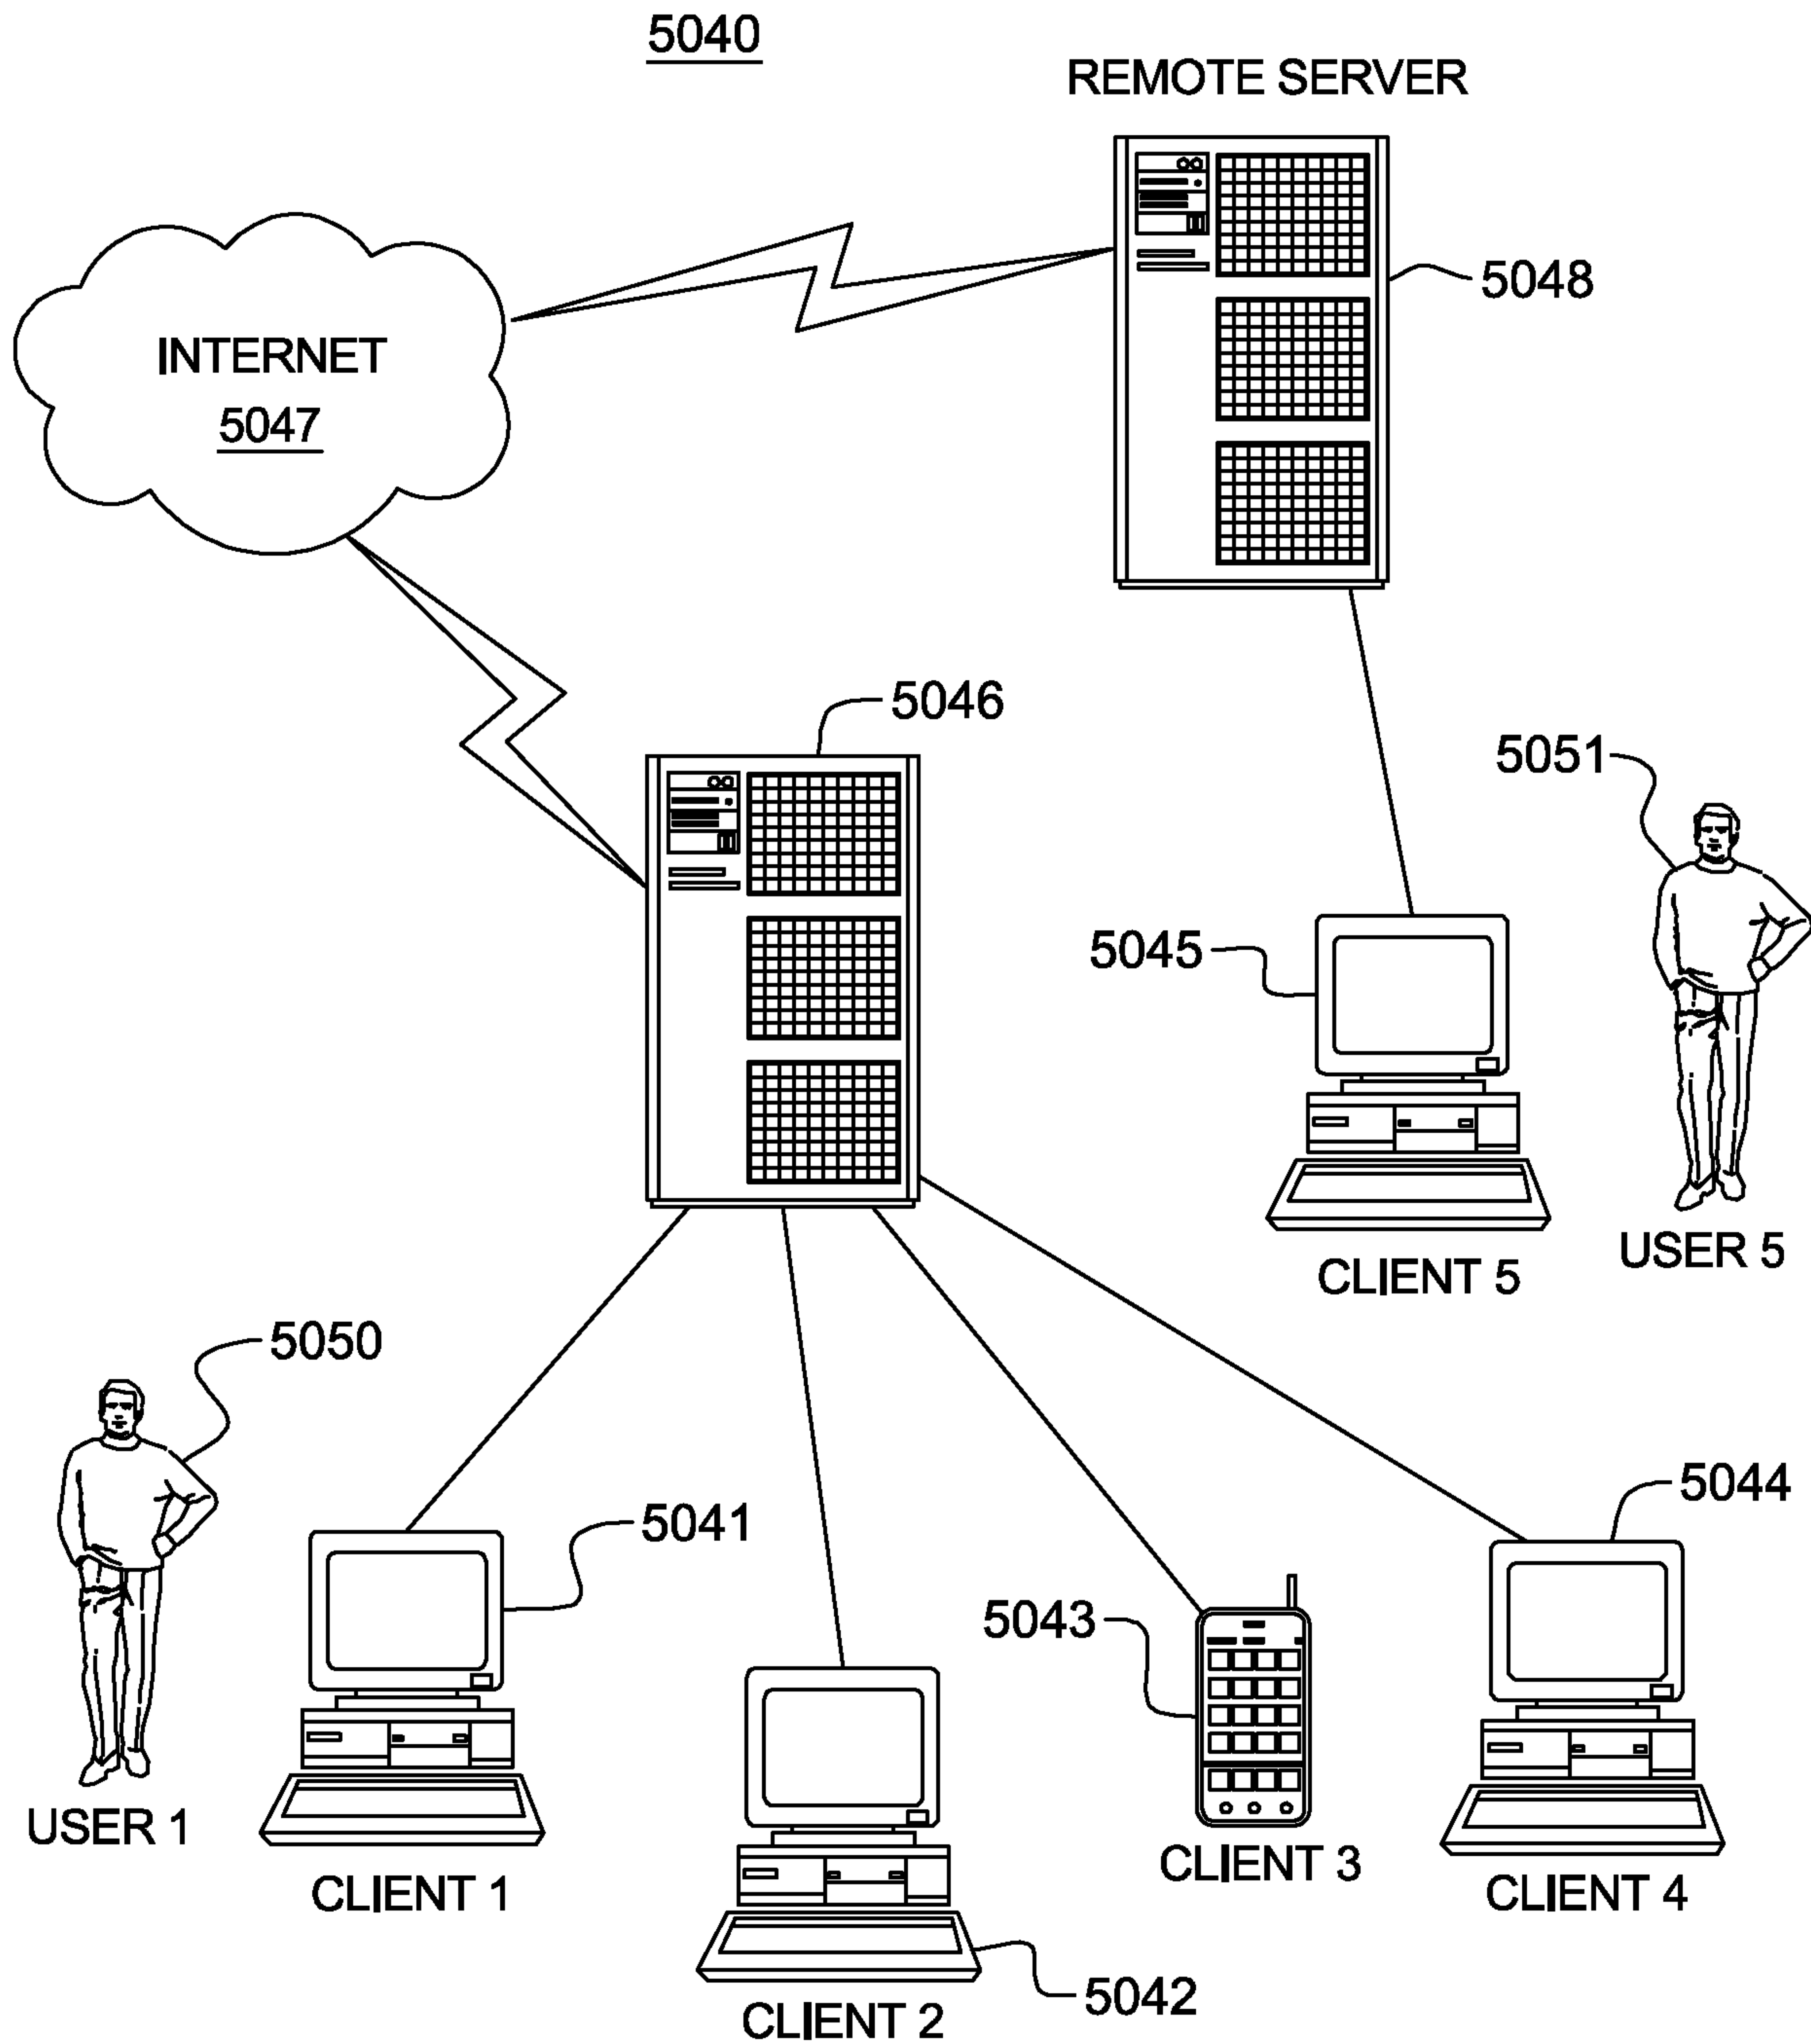 5040
REMOTE SERVER
5048
INTERNET
5047
5046
5051
5045
USER 5
CLIENT 5
5050
5041
5044
5043
USER 1
CLIENT 1
CLIENT 3
CLIENT 4
5042
CLIENT 2